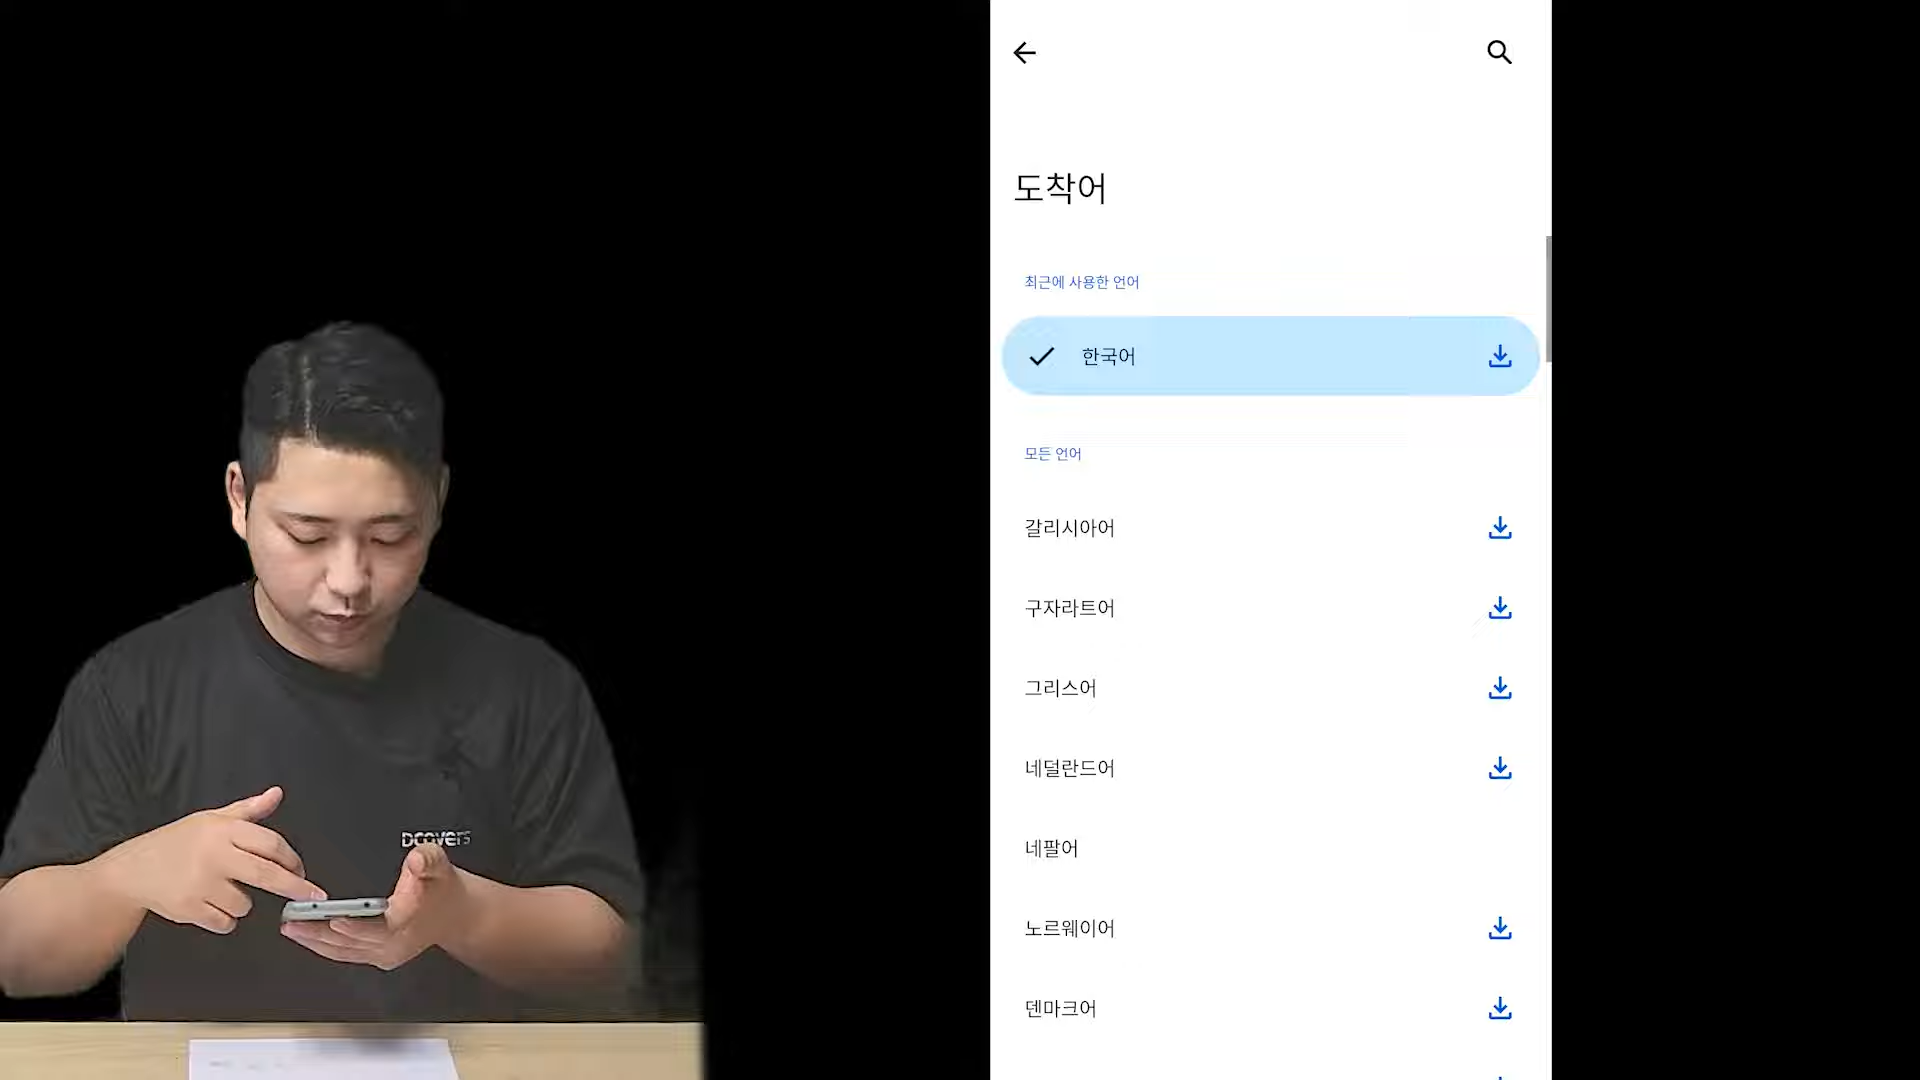 도착어
최근에 사용한 언어
한국어
모든 언어
갈리시아어
구자라트어
그리스어
네덜란드어
네팔어
노르웨이어
덴마크어
Dcovers